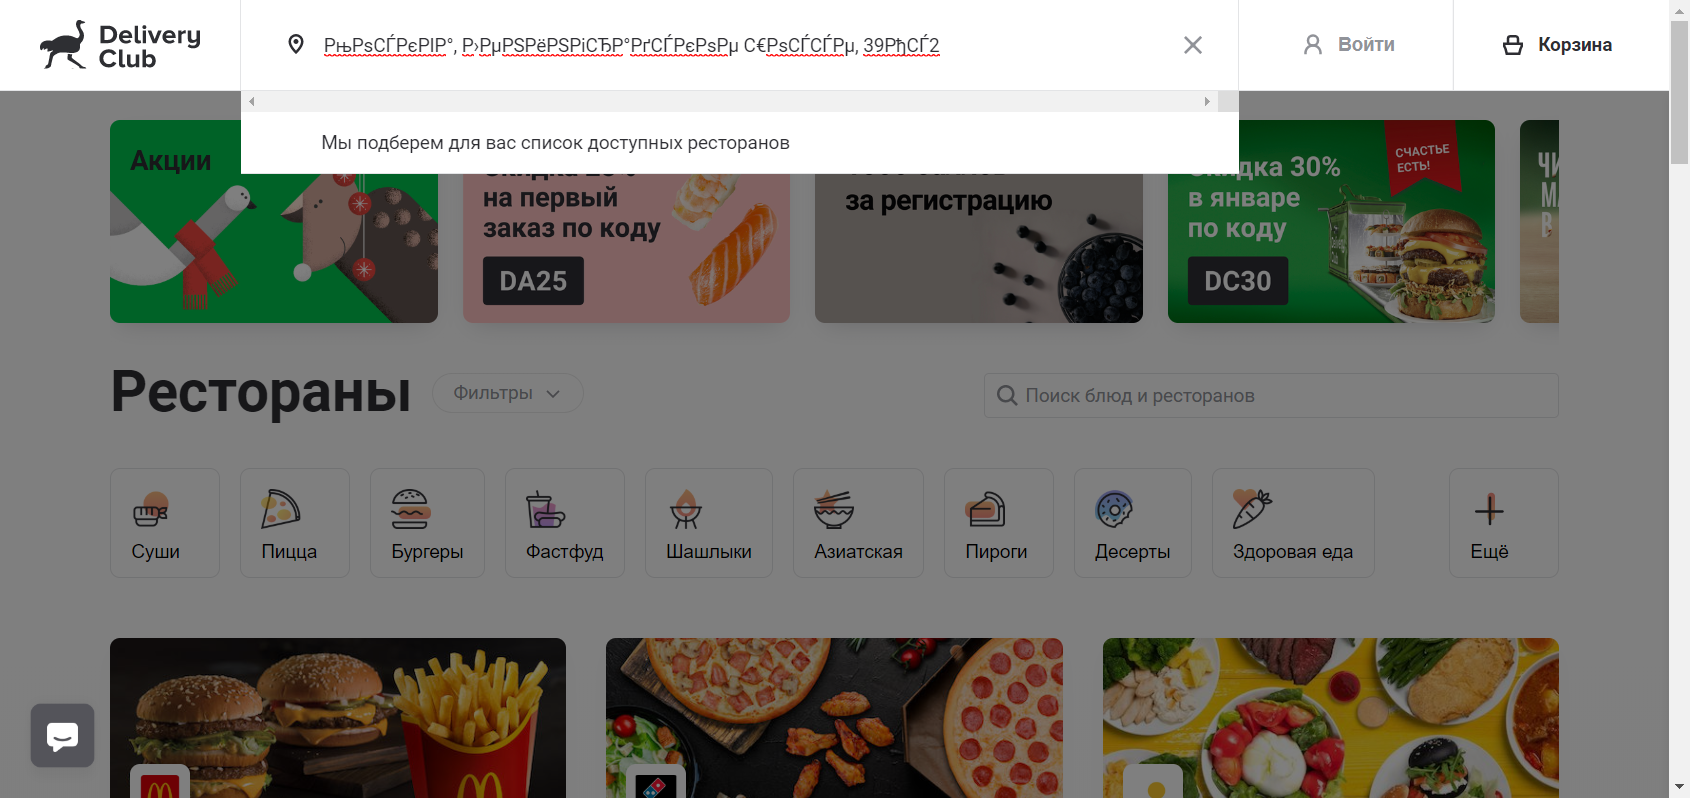 Delivery Club
РњРѕСЃРєРІР°, Р›РµРЅРёРЅРіСЂР°РґСЃРєРѕРµ С€РѕСЃСЃРµ, 39РђСЃ2
Войти
Корзина
Мы подберем для вас список доступных ресторанов
Акции
на первый
заказ по коду
DA25
за регистрацию
30%
в январе
по коду
DC30
СЧАСТЬЕ
ЕСТЬ!
Рестораны
Фильтры
Поиск блюд и ресторанов
Суши
Пицца
Бургеры
Фастфуд
Шашлыки
Азиатская
Пироги
Десерты
Здоровая еда
Ещё